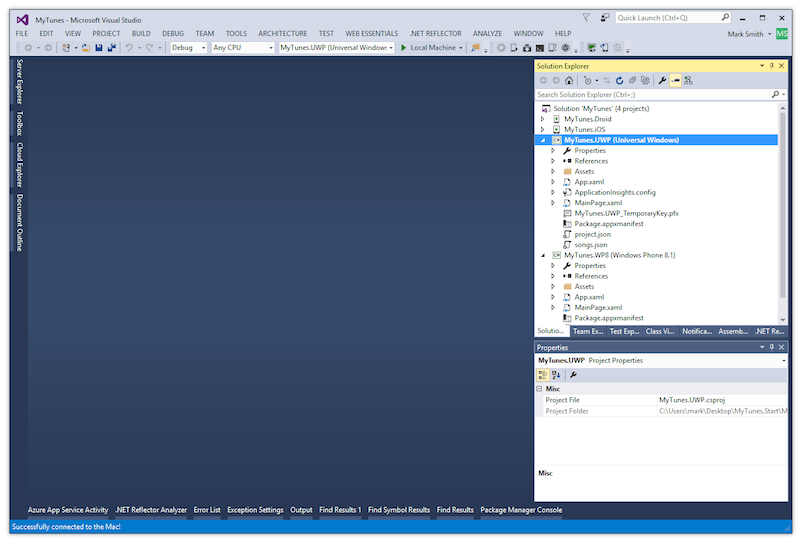 MyTunes - Microsoft Visual Studio
Quick Launch (Ctrl+Q)
FILE EDIT VIEW PROJECT BUILD DEBUG TEAM TOOLS ARCHITECTURE TEST WEB ESSENTIALS .NET REFLECTOR ANALYZE WINDOW HELP
Mark Smith MS
Debug Any CPU MyTunes.UWP (Universal Windows) Local Machine
Server Explorer
Toolbox
Cloud Explorer
Document Outline
Solution Explorer
Search Solution Explorer (Ctrl+;)
Solution 'MyTunes' (4 projects)
MyTunes.Droid
MyTunes.iOS
MyTunes.UWP (Universal Windows)
Properties
References
Assets
App.xaml
ApplicationInsights.config
MainPage.xaml
MyTunes.UWP_TemporaryKey.pfx
Package.appxmanifest
project.json
songs.json
MyTunes.WP8 (Windows Phone 8.1)
Properties
References
Assets
App.xaml
MainPage.xaml
Package.appxmanifest
Solutio... Team Ex... Test Exp... Class Vi... Notifica... Assemb... .NET Re...
Properties
MyTunes.UWP Project Properties
Misc
Project File MyTunes.UWP.csproj
Project Folder C:\Users\mark\Desktop\MyTunes.Start\M
Misc
Azure App Service Activity .NET Reflector Analyzer Error List Exception Settings Output Find Results 1 Find Symbol Results Find Results Package Manager Console
Successfully connected to the Mac!